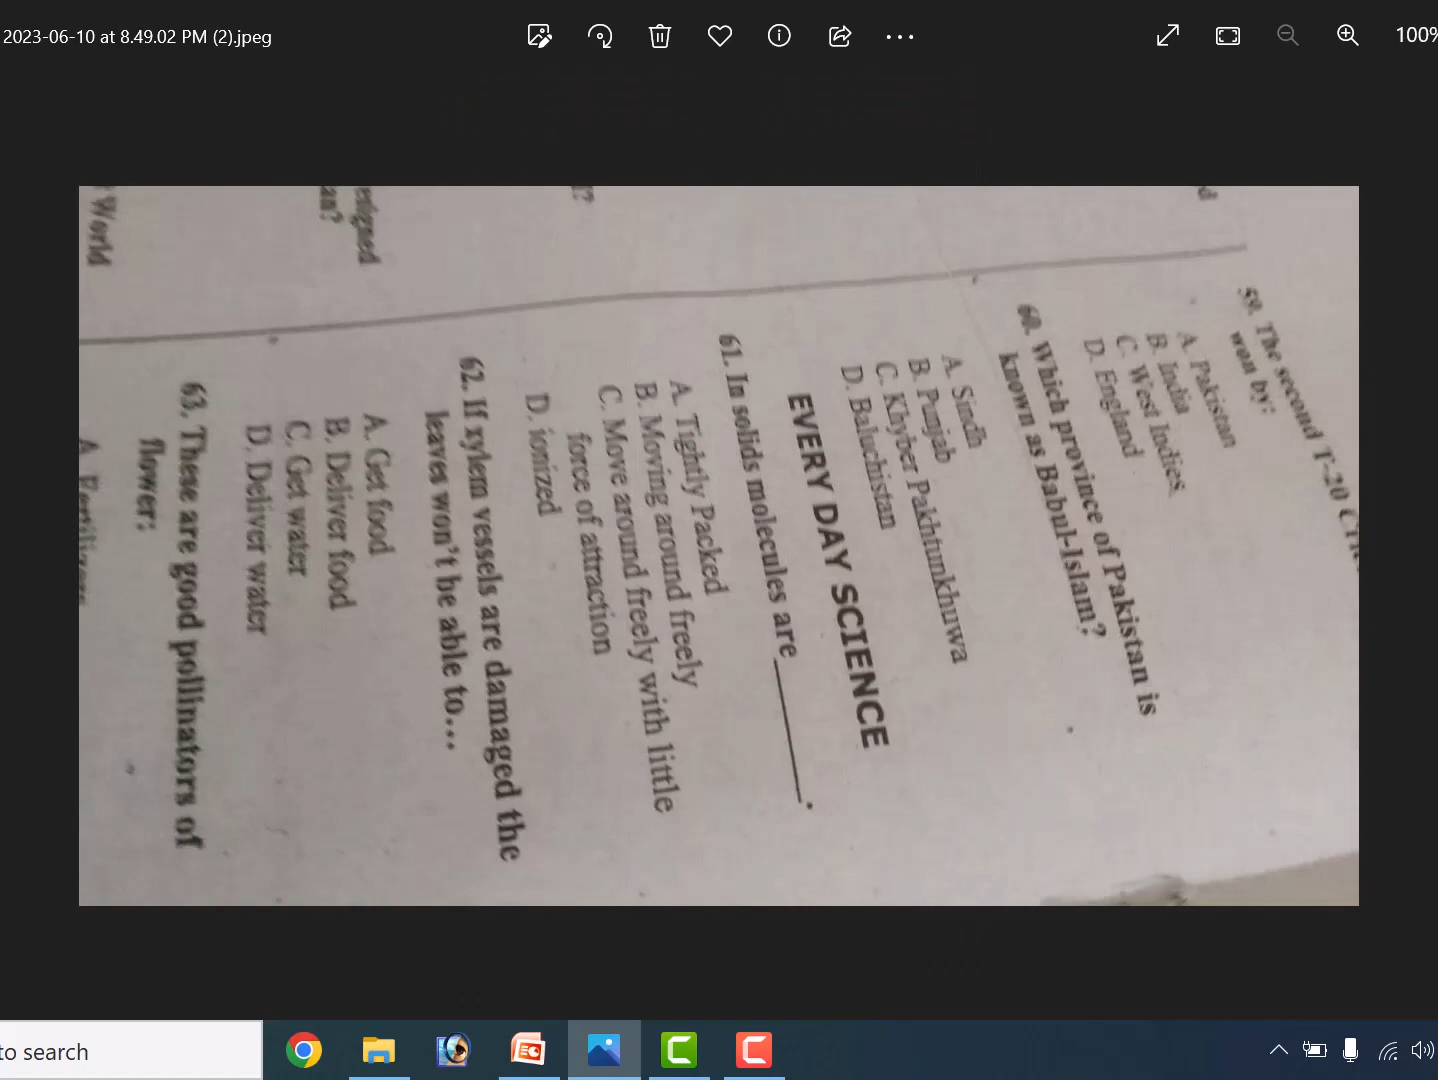 2023-06-10 at 8.49.02 PM (2).jpeg
100%
World
esigned
an?
l?
d
59. The second T-20
won by:
A. Pakistan
B. India
C. West Indies
D. England
60. Which province of Pakistan is
known as Babul-Islam?
A. Sindh
B. Punjab
C. Khyber Pakhtunkhuwa
D. Baluchistan
EVERY DAY SCIENCE
61. In solids molecules are________.
A. Tightly Packed
B. Moving around freely
C. Move around freely with little
force of attraction
D. ionized
62. If xylem vessels are damaged the
leaves won't be able to...
A. Get food
B. Deliver food
C. Get water
D. Deliver water
63. These are good pollinators of
flower:
to search